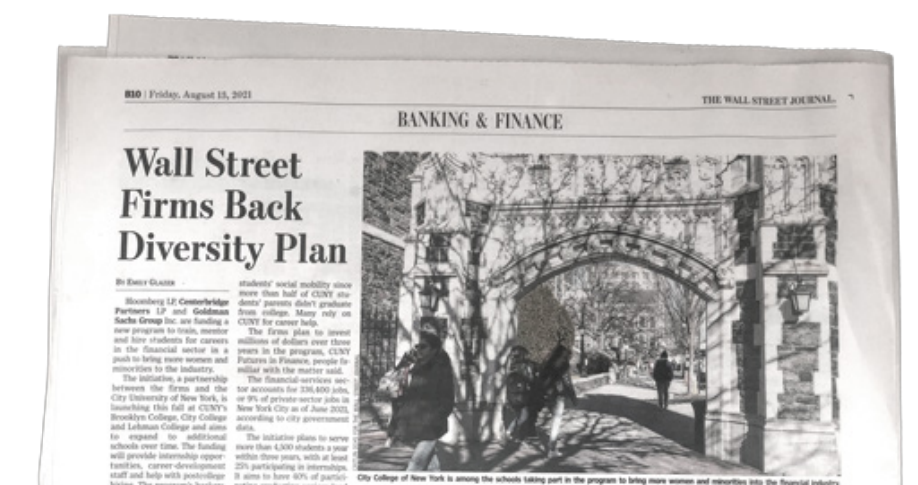 B10 | Friday, August 13, 2021
THE WALL STREET JOURNAL.
BANKING & FINANCE
Wall Street
Firms Back
Diversity Plan
BY EMILY GLAZER
Bloomberg LP, Centerbridge
Partners LP and Goldman
Sachs Group Inc. are funding a
new program to train, mentor
and hire students for careers
in the financial sector in a
push to bring more women and
minorities to the industry.
The initiative, a partnership
between the firms and the
City University of New York, is
launching this fall at CUNY's
Brooklyn College, City College
and Lehman College and aims
to expand to additional
schools over time. The funding
will provide internship oppor-
tunities, career-development
staff and help with postcollege
students' social mobility since
more than half of CUNY stu-
dents' parents didn't graduate
from college. Many rely on
CUNY for career help.
The firms plan to invest
millions of dollars over three
years in the program, CUNY
Futures in Finance, people fa-
miliar with the matter said.
The financial-services sec-
tor accounts for 336,400 jobs,
or 9% of private-sector jobs in
New York City as of June 2021,
according to city government
data.
The initiative plans to serve
more than 4,500 students a year
within three years, with at least
25% participating in internships.
It aims to have 40% of partici-
City College of New York is among the schools taking part in the program to bring more women and minorities into the financial industry.